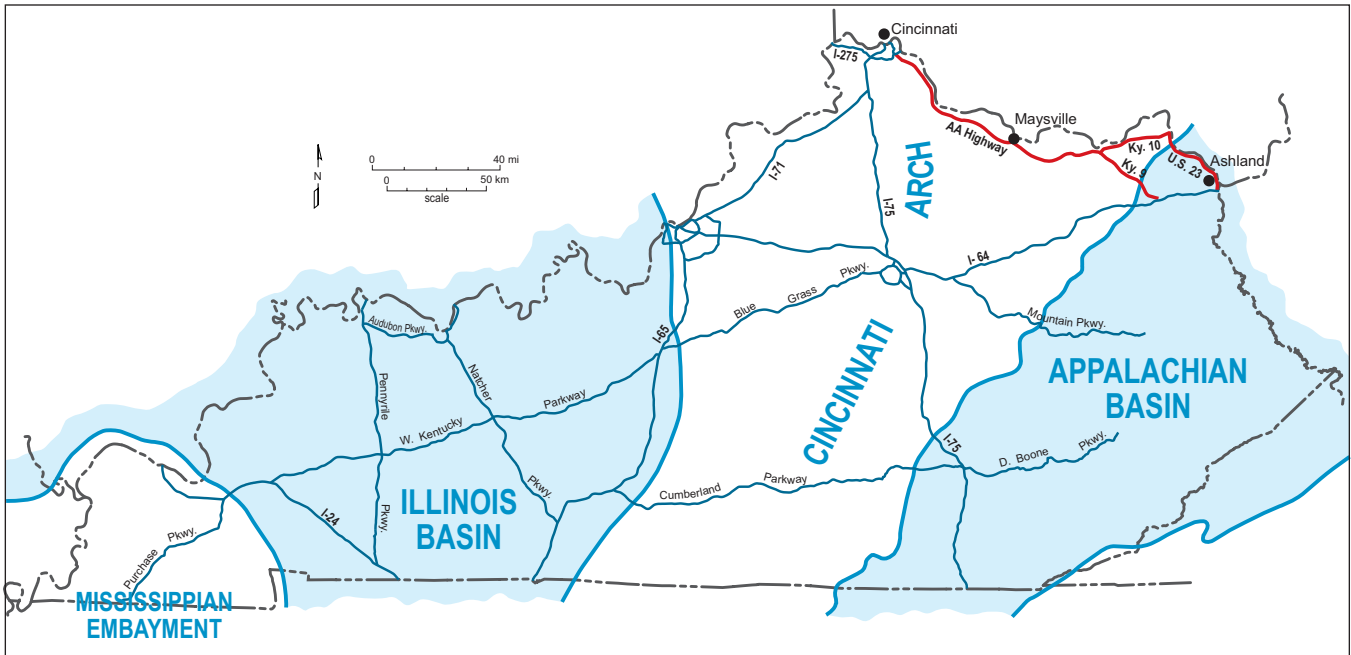 Cincinnati
I-275
Maysville
AA Highway
Ky. 10
Ky. 9
U.S. 23
Ashland
0 40 mi
0 50 km
scale
N
I-71
ARCH
I-75
I- 64
Blue Grass Pkwy.
Mountain Pkwy.
I-65
Audubon Pkwy.
Natcher
Pennyrile
Parkway
W. Kentucky
CINCINNATI
APPALACHIAN
BASIN
I-75
D. Boone Pkwy.
Cumberland Parkway
Pkwy.
ILLINOIS
BASIN
I-24
Pkwy.
Purchase Pkwy.
MISSISSIPPIAN
EMBAYMENT